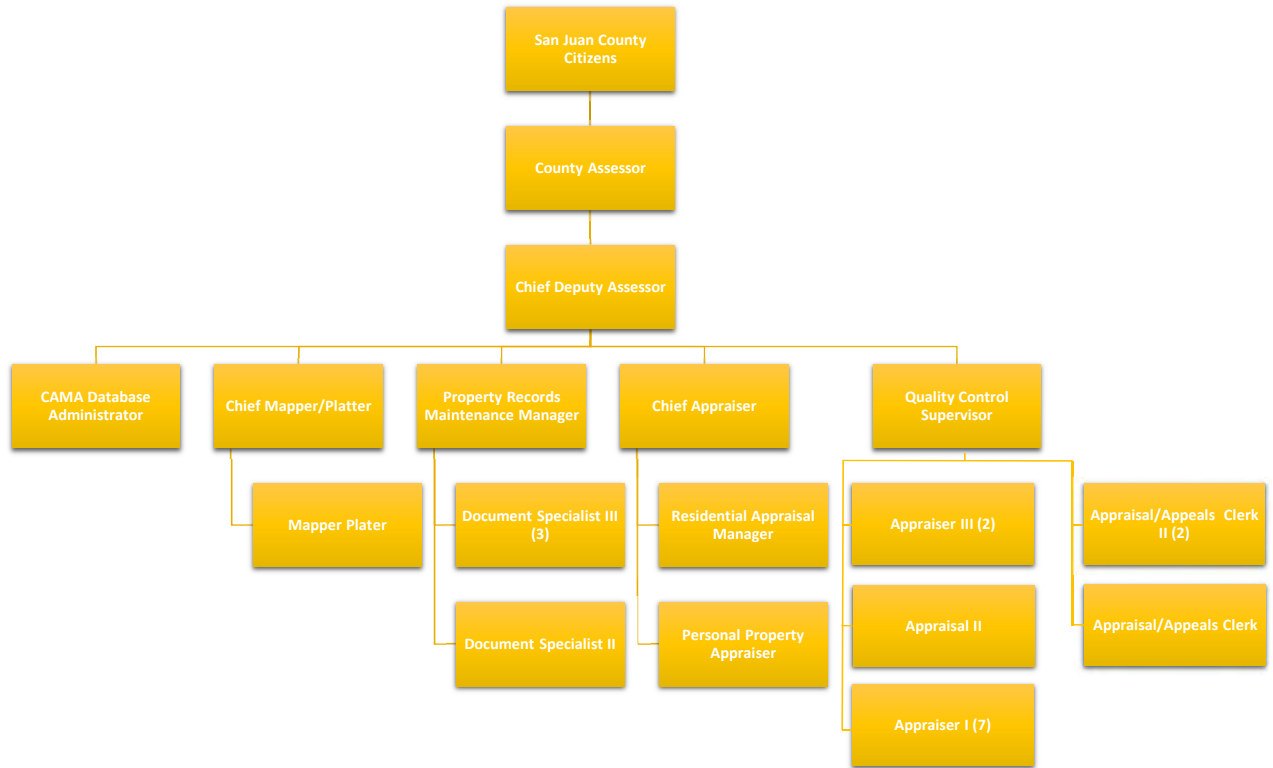 San Juan County
Citizens
County Assessor
Chief Deputy Assessor
CAMA Database
Administrator
Chief Mapper/Platter
Property Records
Maintenance Manager
Chief Appraiser
Quality Control
Supervisor
Mapper Plater
Document Specialist III
(3)
Residential Appraisal
Manager
Appraiser III (2)
Appraisal/Appeals Clerk
II (2)
Document Specialist II
Personal Property
Appraiser
Appraisal II
Appraisal/Appeals Clerk
Appraiser I (7)